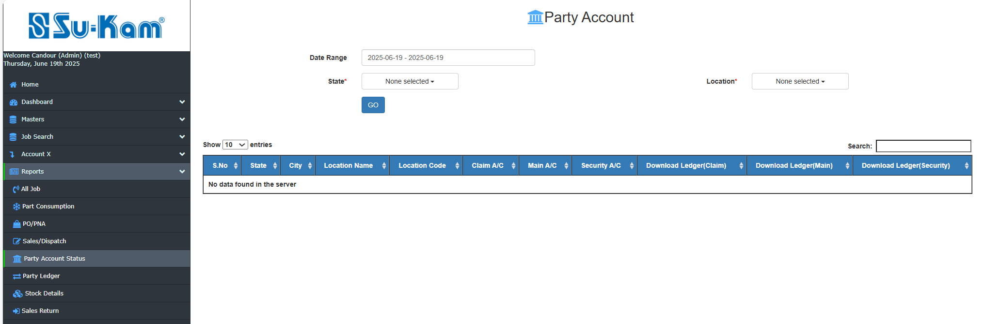 Su-Kam®
Welcome Candour (Admin) (test)
Thursday, June 19th 2025
Home
Dashboard
Masters
Job Search
Account X
Reports
All Job
Part Consumption
PO/PNA
Sales/Dispatch
Party Account Status
Party Ledger
Stock Details
Sales Return
Party Account
Date Range 2025-06-19 - 2025-06-19
State* None selected Location* None selected
GO
Show 10 entries Search:
S.No State City Location Name Location Code Claim A/C Main A/C Security A/C Download Ledger(Claim) Download Ledger(Main) Download Ledger(Security)
No data found in the server